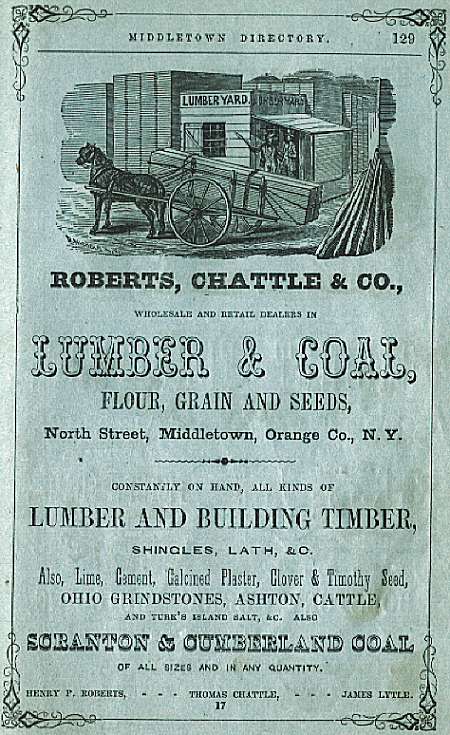 MIDDLETOWN DIRECTORY. 129
LUMBER YARD. LUMBER YARD
ROBERTS, CHATTLE & CO.,
WHOLESALE AND RETAIL DEALERS IN
LUMBER & COAL,
FLOUR, GRAIN AND SEEDS,
North Street, Middletown, Orange Co., N. Y.
CONSTANTLY ON HAND, ALL KINDS OF
LUMBER AND BUILDING TIMBER,
SHINGLES, LATH, &C.
Also, Lime, Cement, Calcined Plaster, Clover & Timothy Seed,
OHIO GRINDSTONES, ASHTON, CATTLE,
AND TURK'S ISLAND SALT, &C. ALSO
SCRANTON & CUMBERLAND COAL
OF ALL SIZES AND IN ANY QUANTITY.
HENRY P. ROBERTS, - - - THOMAS CHATTLE, - - - JAMES LYTLE.
17